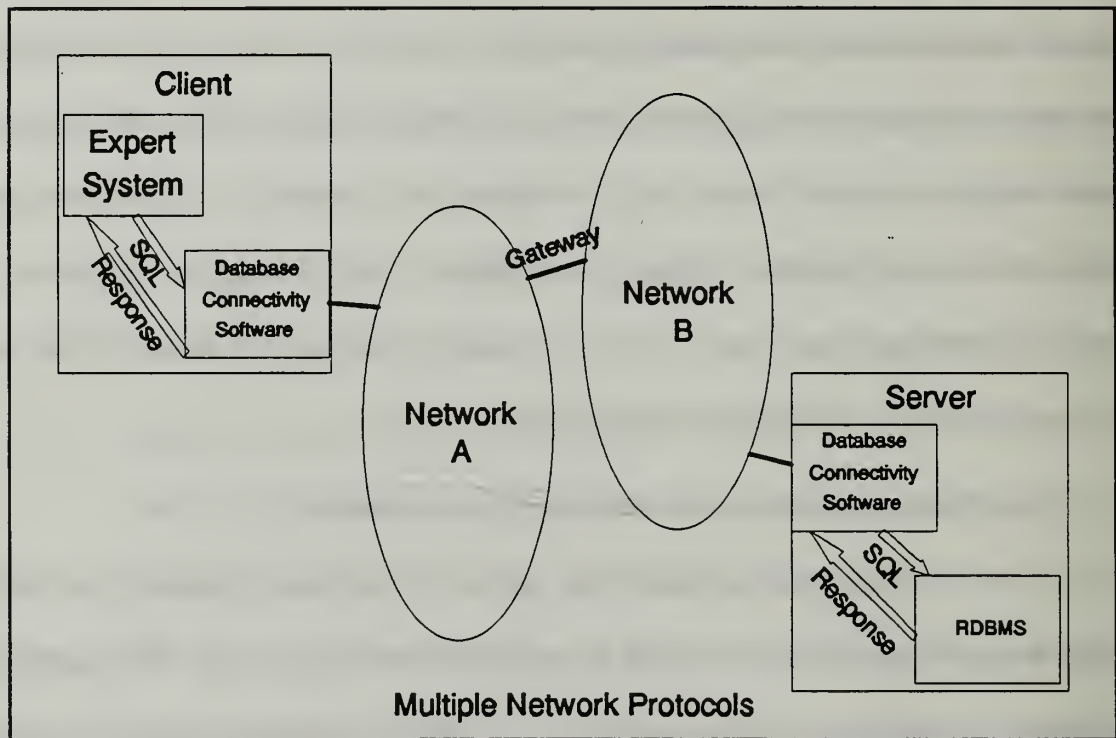 Client
Expert
System
SQL
Response
Database
Connectivity
Software
Network
A
Gateway
Network
B
Server
Database
Connectivity
Software
SQL
Response
RDBMS
Multiple Network Protocols